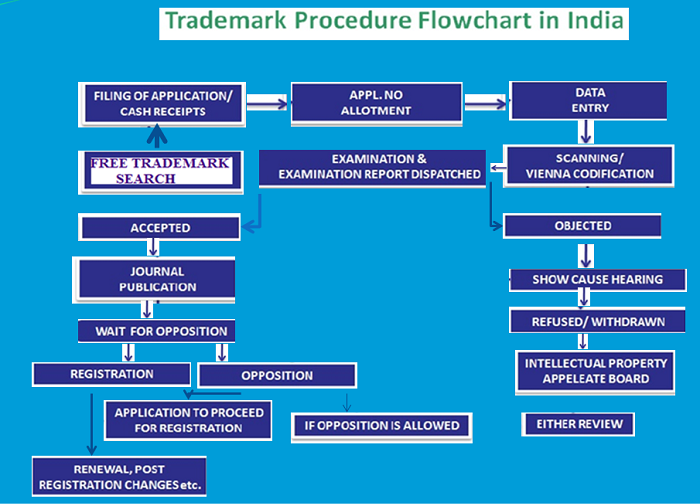 Trademark Procedure Flowchart in India
FILING OF APPLICATION/
CASH RECEIPTS
APPL. NO
ALLOTMENT
DATA
ENTRY
FREE TRADEMARK
SEARCH
EXAMINATION &
EXAMINATION REPORT DISPATCHED
SCANNING/
VIENNA CODIFICATION
ACCEPTED
OBJECTED
JOURNAL
PUBLICATION
SHOW CAUSE HEARING
WAIT FOR OPPOSITION
REFUSED/ WITHDRAWN
REGISTRATION
OPPOSITION
INTELLECTUAL PROPERTY
APPELEATE BOARD
APPLICATION TO PROCEED
FOR REGISTRATION
IF OPPOSITION IS ALLOWED
EITHER REVIEW
RENEWAL, POST
REGISTRATION CHANGES etc.